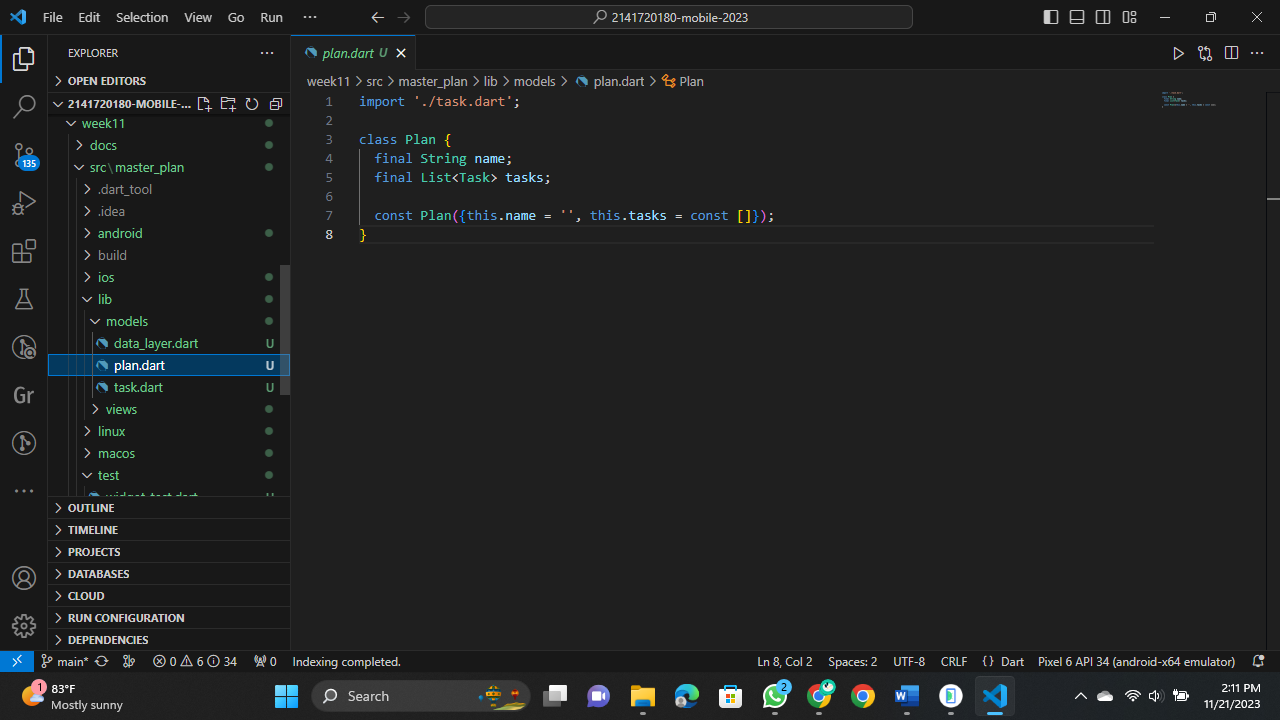 File Edit Selection View Go Run ···
2141720180-mobile-2023
EXPLORER
OPEN EDITORS
2141720180-MOBILE-...
week11
docs
src\master_plan
.dart_tool
.idea
android
build
ios
lib
models
data_layer.dart U
plan.dart U
task.dart U
views
linux
macos
test
widget_test.dart U
OUTLINE
TIMELINE
PROJECTS
DATABASES
CLOUD
RUN CONFIGURATION
DEPENDENCIES
135
Gr
plan.dart U
week11 > src > master_plan > lib > models > plan.dart > Plan
1 import './task.dart';
2
3 class Plan {
4 final String name;
5 final List<Task> tasks;
6
7 const Plan({this.name = '', this.tasks = const []});
8 }
main* 0 6 34 0 Indexing completed. Ln 8, Col 2 Spaces: 2 UTF-8 CRLF {} Dart Pixel 6 API 34 (android-x64 emulator)
1 83°F
Mostly sunny
Search
2
2:11 PM
11/21/2023